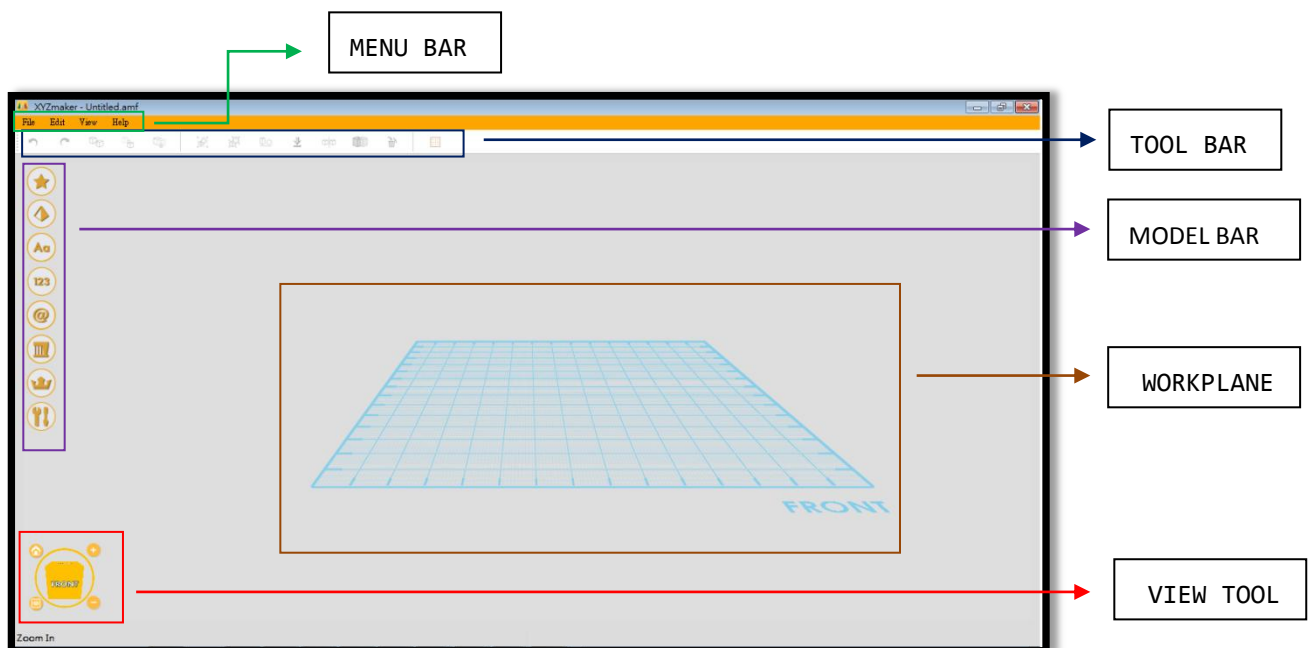 MENU BAR
XYZmaker - Untitled.amf
File Edit View Help
TOOL BAR
MODEL BAR
Aa
123
@
WORKPLANE
FRONT
FRONT
VIEW TOOL
Zoom In